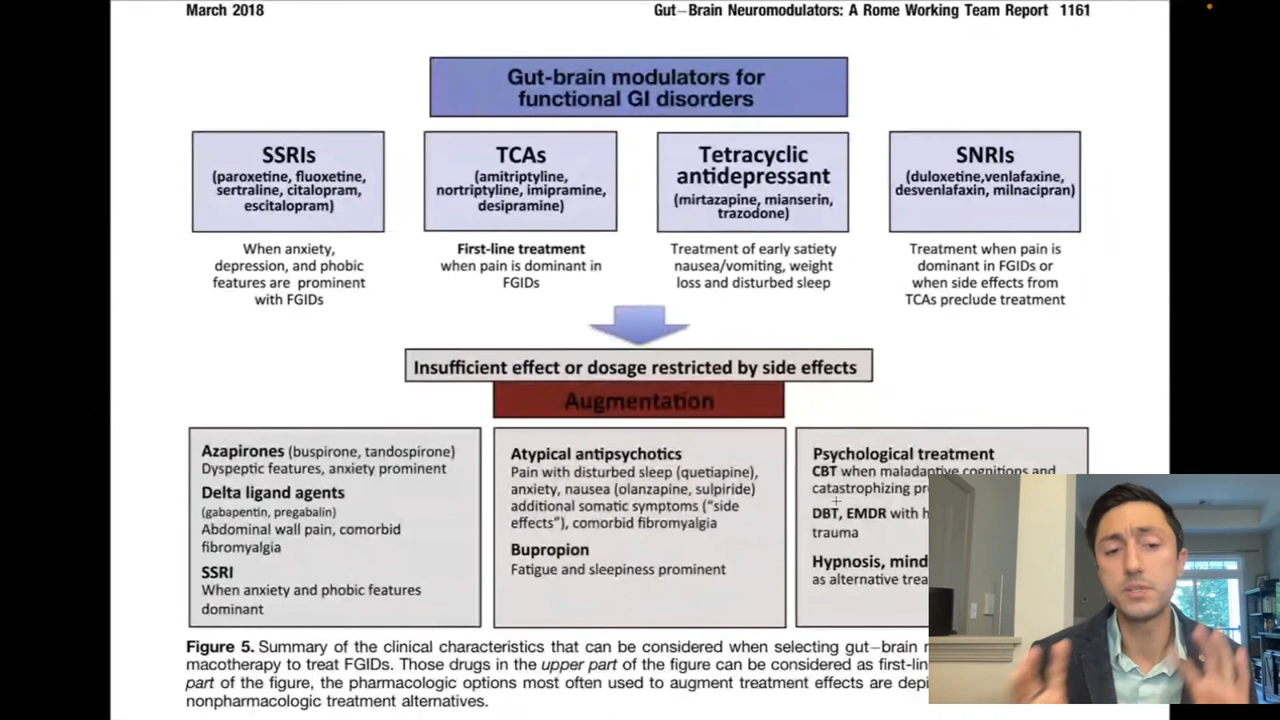 March 2018
Gut–Brain Neuromodulators: A Rome Working Team Report 1161
Gut-brain modulators for
functional GI disorders
SSRIs
(paroxetine, fluoxetine,
sertraline, citalopram,
escitalopram)
When anxiety,
depression, and phobic
features are prominent
with FGIDs
TCAs
(amitriptyline,
nortriptyline, imipramine,
desipramine)
First-line treatment
when pain is dominant in
FGIDs
Tetracyclic
antidepressant
(mirtazapine, mianserin,
trazodone)
Treatment of early satiety
nausea/vomiting, weight
loss and disturbed sleep
SNRIs
(duloxetine,venlafaxine,
desvenlafaxin, milnacipran)
Treatment when pain is
dominant in FGIDs or
when side effects from
TCAs preclude treatment
Insufficient effect or dosage restricted by side effects
Augmentation
Azapirones (buspirone, tandospirone)
Dyspeptic features, anxiety prominent
Delta ligand agents
(gabapentin, pregabalin)
Abdominal wall pain, comorbid
fibromyalgia
SSRI
When anxiety and phobic features
dominant
Atypical antipsychotics
Pain with disturbed sleep (quetiapine),
anxiety, nausea (olanzapine, sulpiride)
additional somatic symptoms (“side
effects”), comorbid fibromyalgia
Bupropion
Fatigue and sleepiness prominent
Psychological treatment
CBT when maladaptive cognitions and
catastrophizing
DBT, EMDR with
trauma
Hypnosis,
as alternative
Figure 5. Summary of the clinical characteristics that can be considered when selecting gut–brain
macotherapy to treat FGIDs. Those drugs in the upper part of the figure can be considered as
part of the figure, the pharmacologic options most often used to augment treatment effects are
nonpharmacologic treatment alternatives.